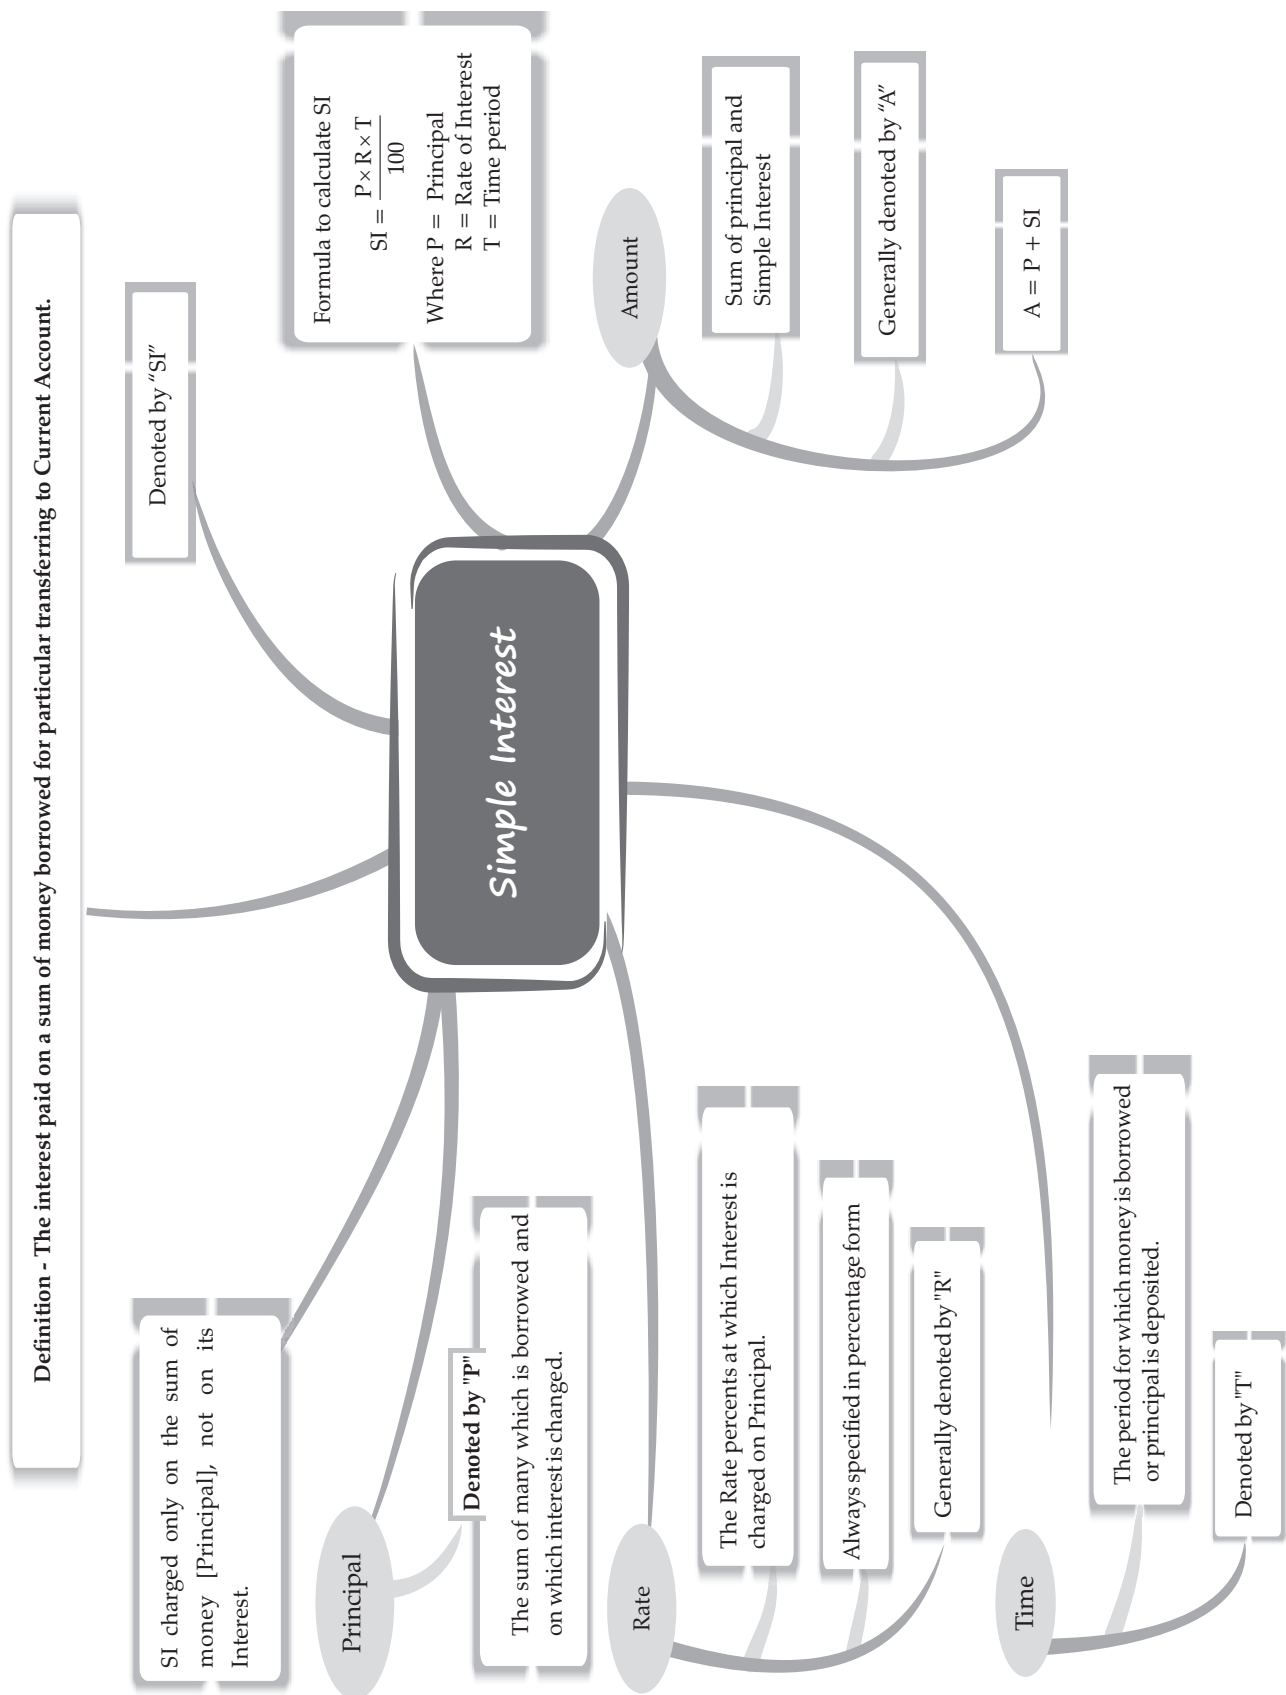 Definition - The interest paid on a sum of money borrowed for particular transferring to Current Account.
SI charged only on the sum of
money [Principal], not on its
Interest.
Denoted by “SI”
Formula to calculate SI
SI = P × R × T / 100
Where P = Principal
R = Rate of Interest
T = Time period
Simple Interest
Principal
Denoted by "P"
The sum of many which is borrowed and
on which interest is changed.
Amount
Sum of principal and
Simple Interest
Generally denoted by “A”
A = P + SI
Rate
The Rate percents at which Interest is
charged on Principal.
Always specified in percentage form
Generally denoted by "R"
Time
The period for which money is borrowed
or principal is deposited.
Denoted by "T"